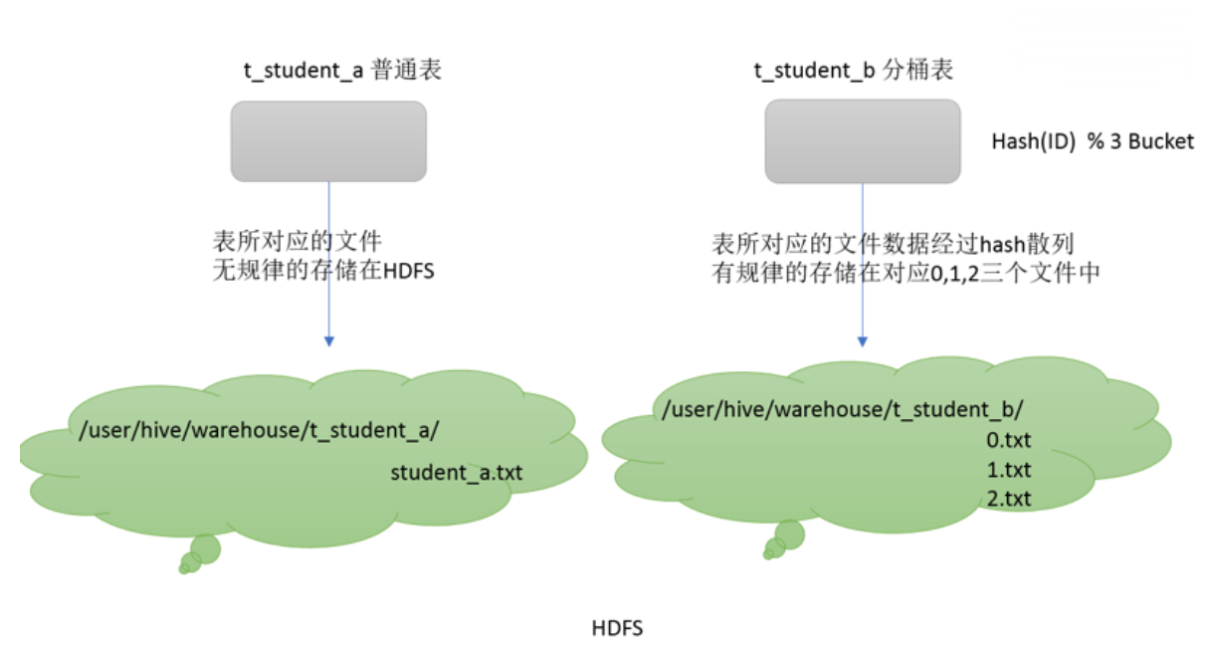 t_student_a 普通表
表所对应的文件
无规律的存储在HDFS
/user/hive/warehouse/t_student_a/
student_a.txt
t_student_b 分桶表
Hash(ID) % 3 Bucket
表所对应的文件数据经过hash散列
有规律的存储在对应0,1,2三个文件中
/user/hive/warehouse/t_student_b/
0.txt
1.txt
2.txt
HDFS